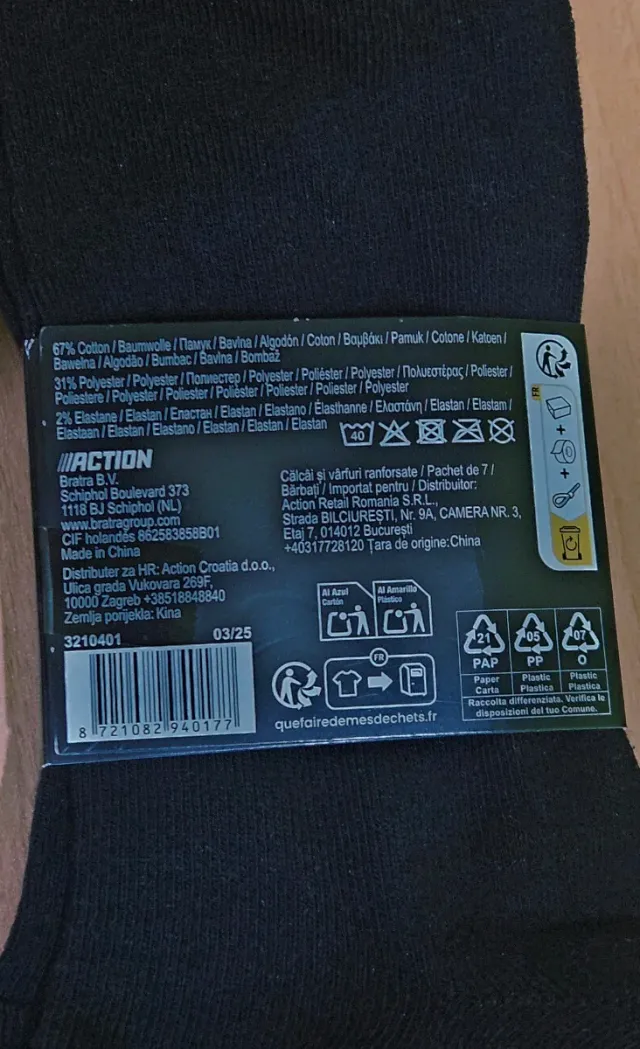 67% Cotton / Baumwolle / Памук / Bavlna / Algodón / Coton / Βαμβάκι / Pamuk / Cotone / Katoen /
Bawełna / Algodão / Bumbac / Bavlna / Bombaž
31% Polyester / Polyester / Полиестер / Polyester / Poliéster / Polyester / Πολυεστέρας / Poliester /
Poliestere / Polyester / Poliester / Poliéster / Poliester / Polyester / Poliester
2% Elastane / Elastan / Еластан / Elastan / Elastano / Élasthanne / Ελαστάνη / Elastan / Elastam /
Elastaan / Elastan / Elastano / Elastan / Elastan / Elastan
40
ACTION
Bratra B.V.
Schiphol Boulevard 373
1118 BJ Schiphol (NL)
www.bratragroup.com
CIF holandés 862583858B01
Made in China
Distributer za HR: Action Croatia d.o.o.,
Ulica grada Vukovara 269F,
10000 Zagreb +38518848840
Zemlja porijekla: Kina
3210401 03/25
8 721082 940177
Călcâi și vârfuri ranforsate / Pachet de 7 /
Bărbați / Importat pentru / Distribuitor:
Action Retail Romania S.R.L.,
Strada BILCIUREȘTI, Nr. 9A, CAMERA NR. 3,
Etaj 7, 014012 București
+40317728120 Țara de origine:China
Al Azul
Cartón
Al Amarillo
Plástico
FR
quefairedemesdechets.fr
FR
+
+
21
PAP
Paper
Carta
05
PP
Plastic
Plastica
07
O
Plastic
Plastica
Raccolta differenziata. Verifica le
disposizioni del tuo Comune.